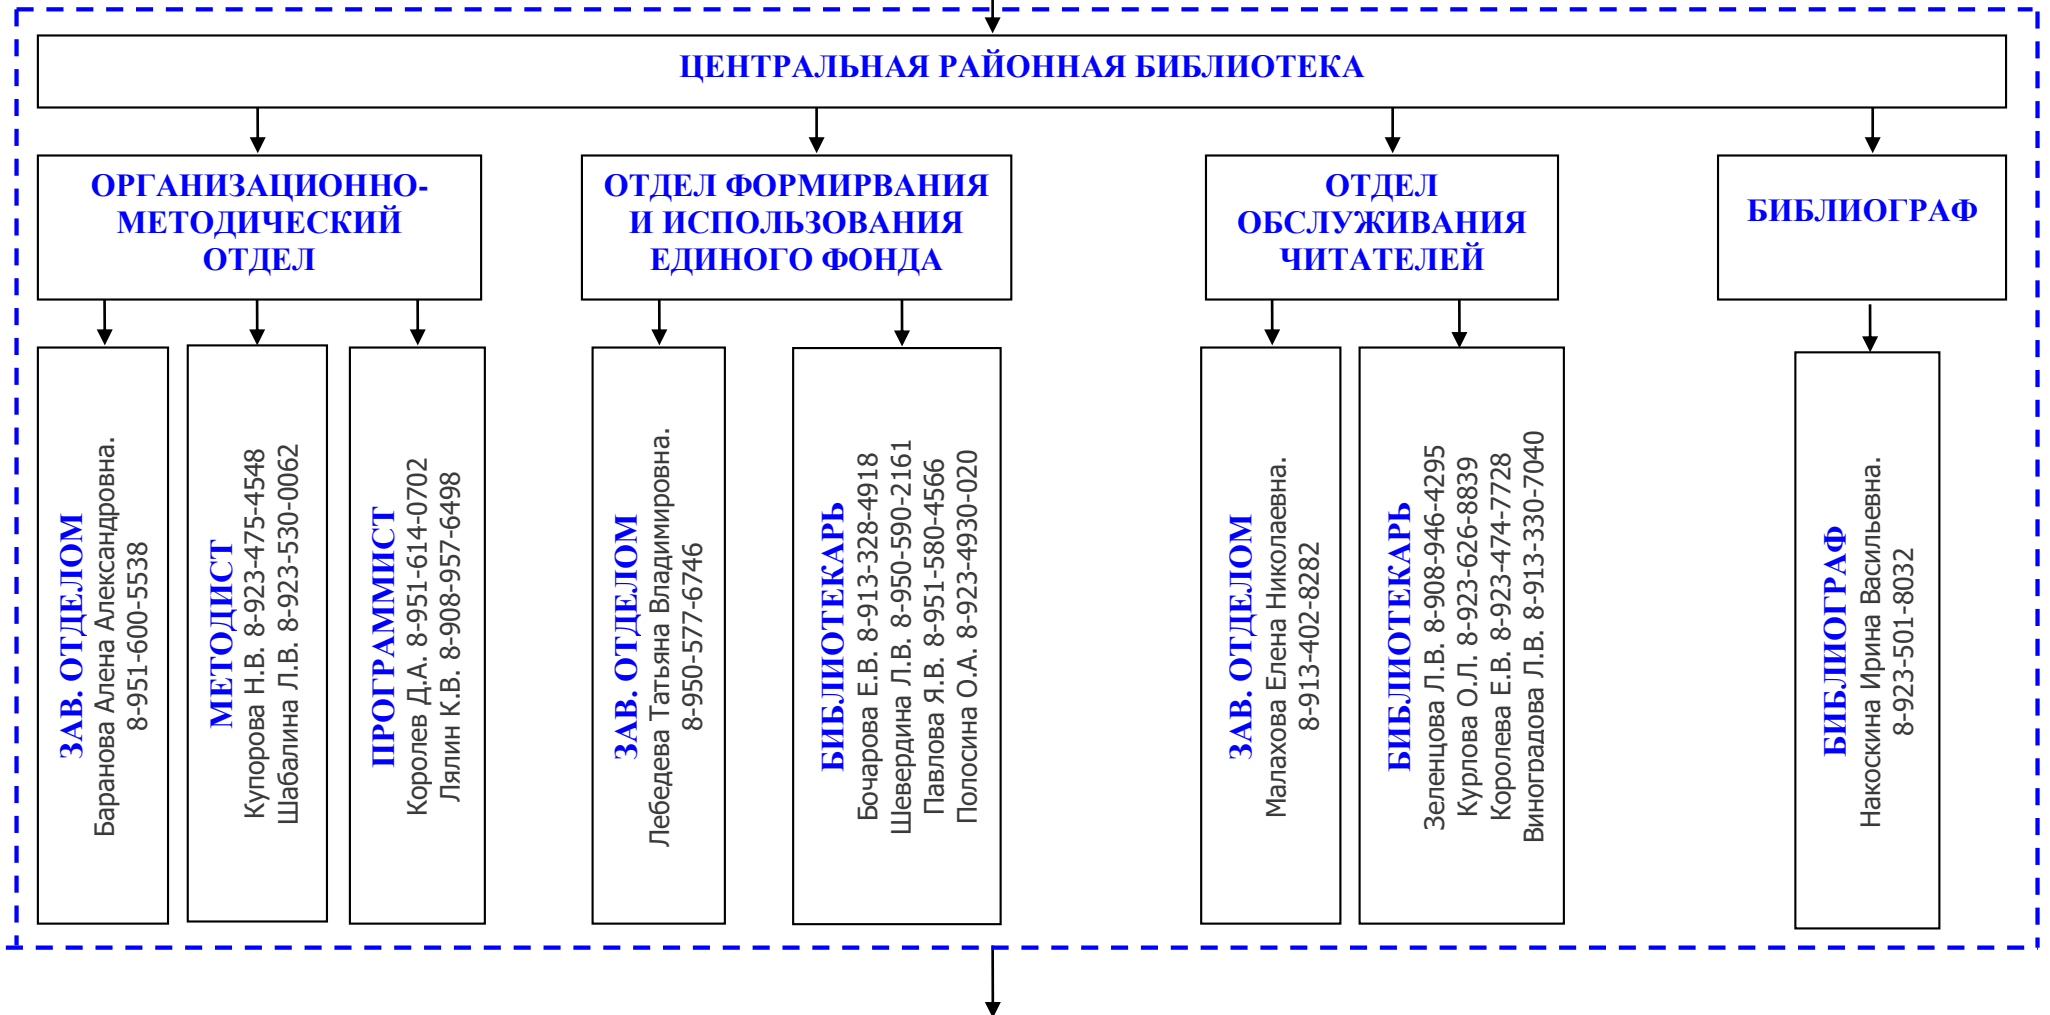 ЦЕНТРАЛЬНАЯ РАЙОННАЯ БИБЛИОТЕКА
ОРГАНИЗАЦИОННО-
МЕТОДИЧЕСКИЙ
ОТДЕЛ
ОТДЕЛ ФОРМИРВАНИЯ
И ИСПОЛЬЗОВАНИЯ
ЕДИНОГО ФОНДА
ОТДЕЛ
ОБСЛУЖИВАНИЯ
ЧИТАТЕЛЕЙ
БИБЛИОГРАФ
ЗАВ. ОТДЕЛОМ
Баранова Алена Александровна.
8-951-600-5538
МЕТОДИСТ
Купорова Н.В. 8-923-475-4548
Шабалина Л.В. 8-923-530-0062
ПРОГРАММИСТ
Королев Д.А. 8-951-614-0702
Лялин К.В. 8-908-957-6498
ЗАВ. ОТДЕЛОМ
Лебедева Татьяна Владимировна.
8-950-577-6746
БИБЛИОТЕКАРЬ
Бочарова Е.В. 8-913-328-4918
Шевердина Л.В. 8-950-590-2161
Павлова Я.В. 8-951-580-4566
Полосина О.А. 8-923-4930-020
ЗАВ. ОТДЕЛОМ
Малахова Елена Николаевна.
8-913-402-8282
БИБЛИОТЕКАРЬ
Зеленцова Л.В. 8-908-946-4295
Курлова О.Л. 8-923-626-8839
Королева Е.В. 8-923-474-7728
Виноградова Л.В. 8-913-330-7040
БИБЛИОГРАФ
Накоскина Ирина Васильевна.
8-923-501-8032